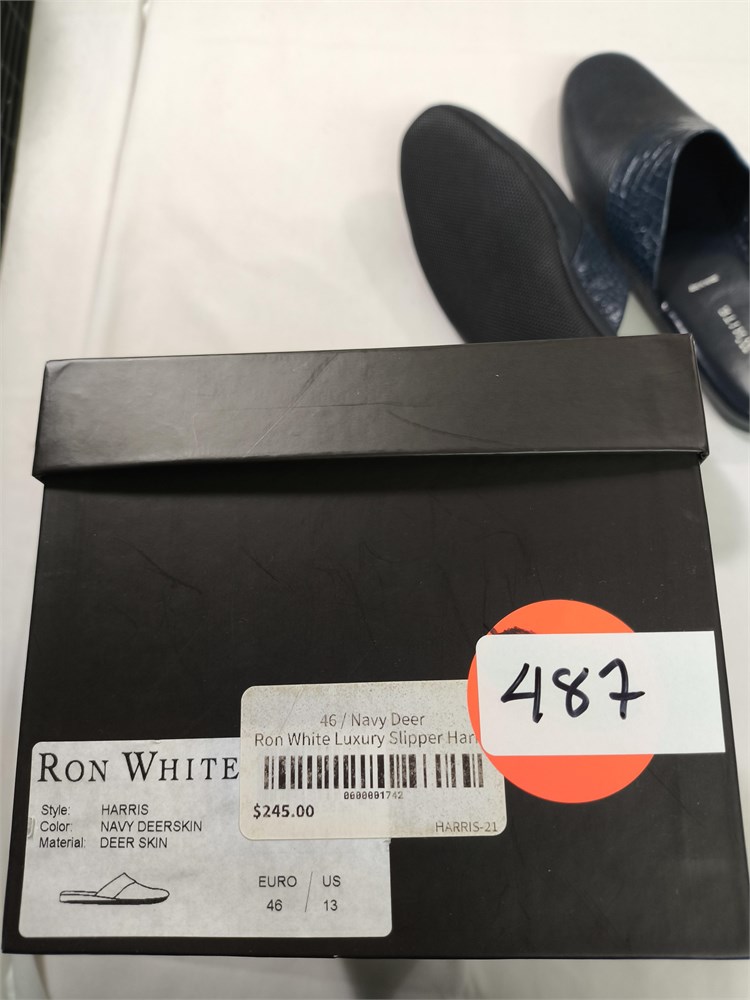 WHITE
487
46 / Navy Deer
Ron White Luxury Slipper Har
0000001742
$245.00
HARRIS-21
RON WHITE
Style: HARRIS
Color: NAVY DEERSKIN
Material: DEER SKIN
EURO / US
46 / 13